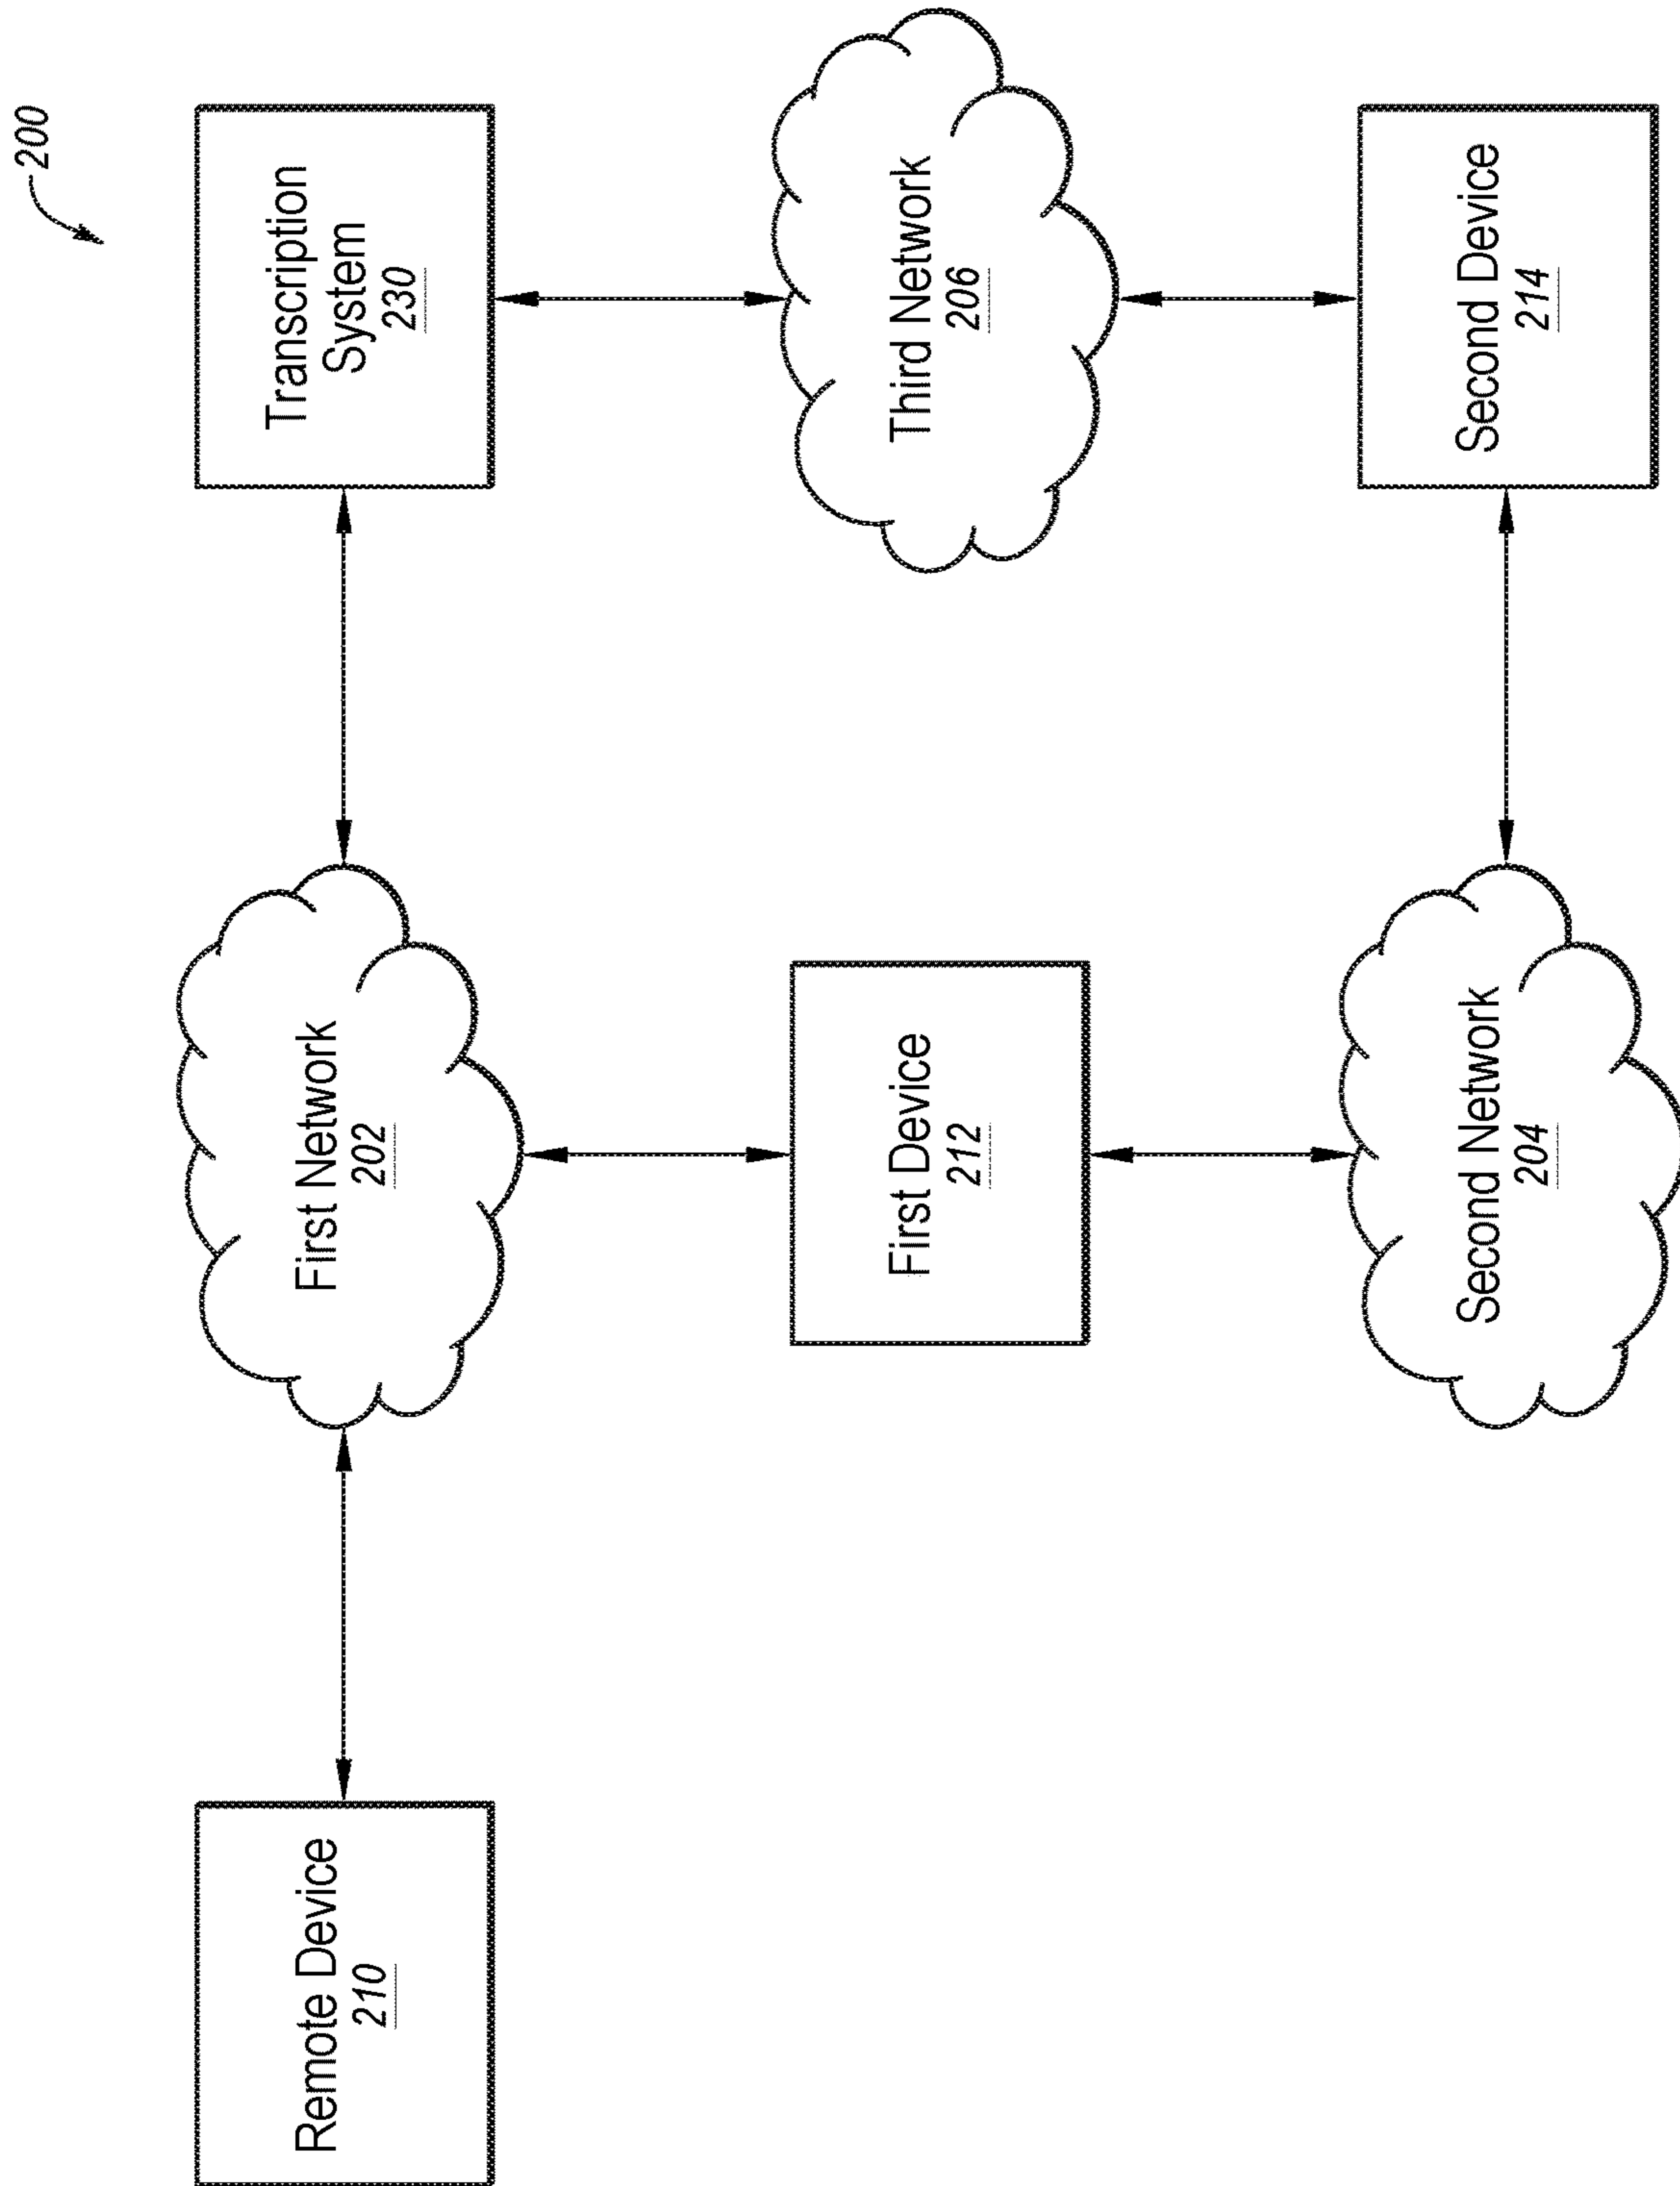 200
Remote Device
210
First Network
202
Transcription
System
230
First Device
212
Third Network
206
Second Network
204
Second Device
214